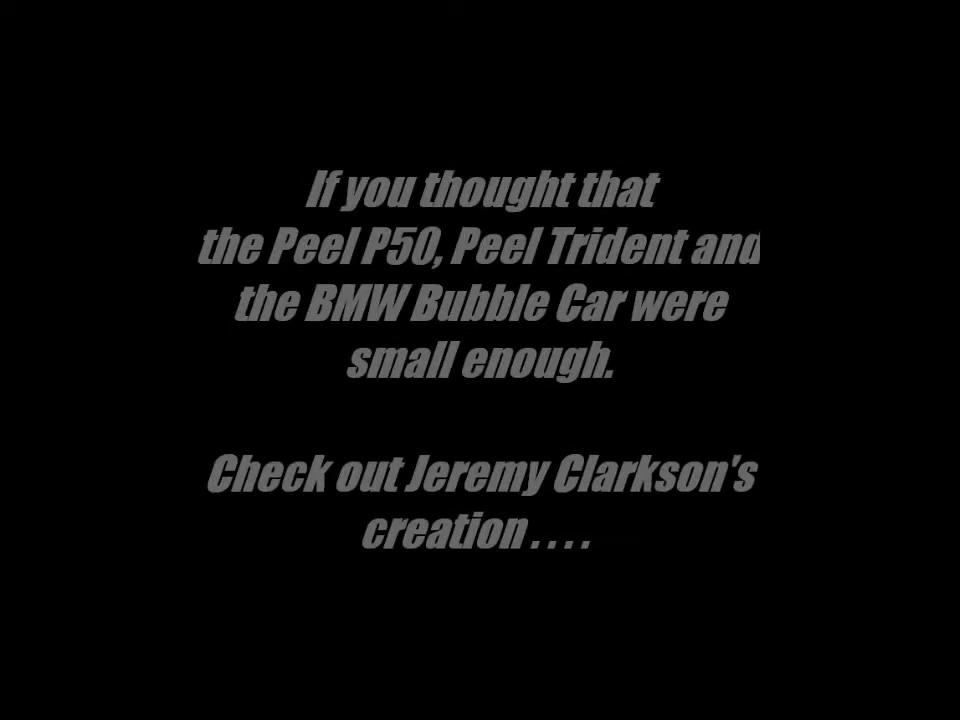 If you thought that
the Peel P50, Peel Trident and
the BMW Bubble Car were
small enough.
Check out Jeremy Clarkson's
creation . . . .